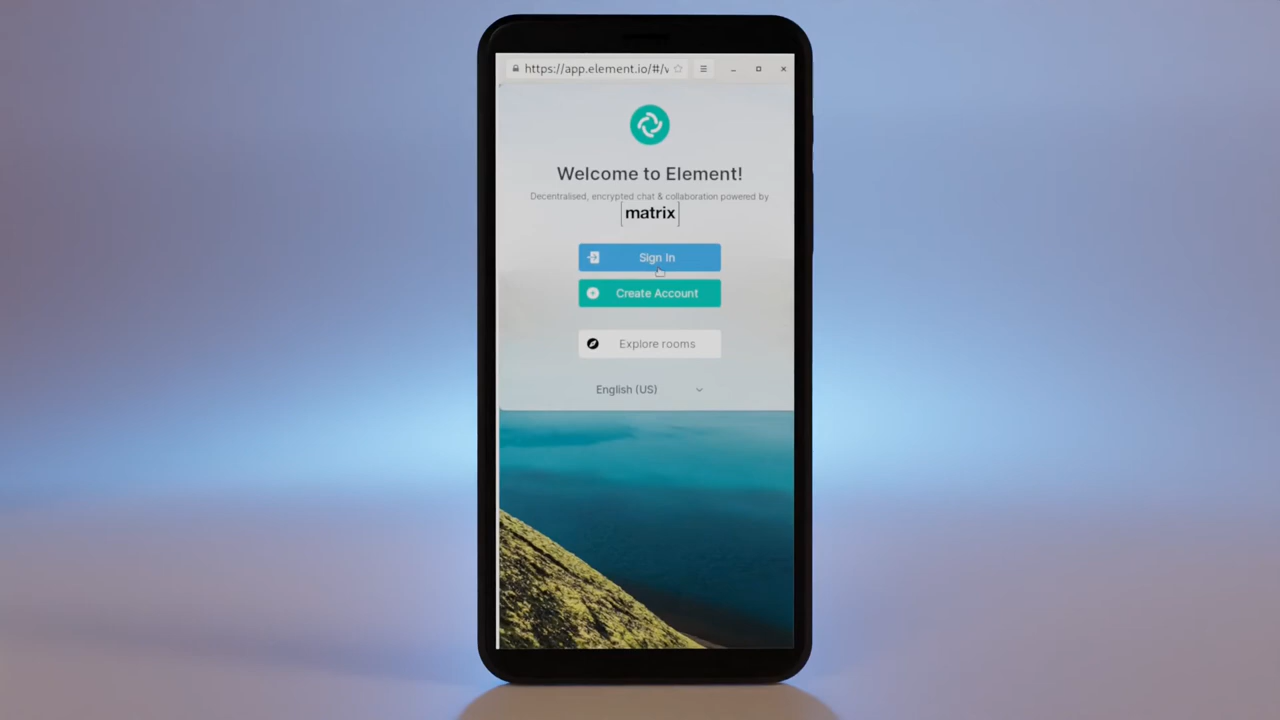 https://app.element.io/#/v
Welcome to Element!
Decentralised, encrypted chat & collaboration powered by
[matrix]
Sign In
Create Account
Explore rooms
English (US)